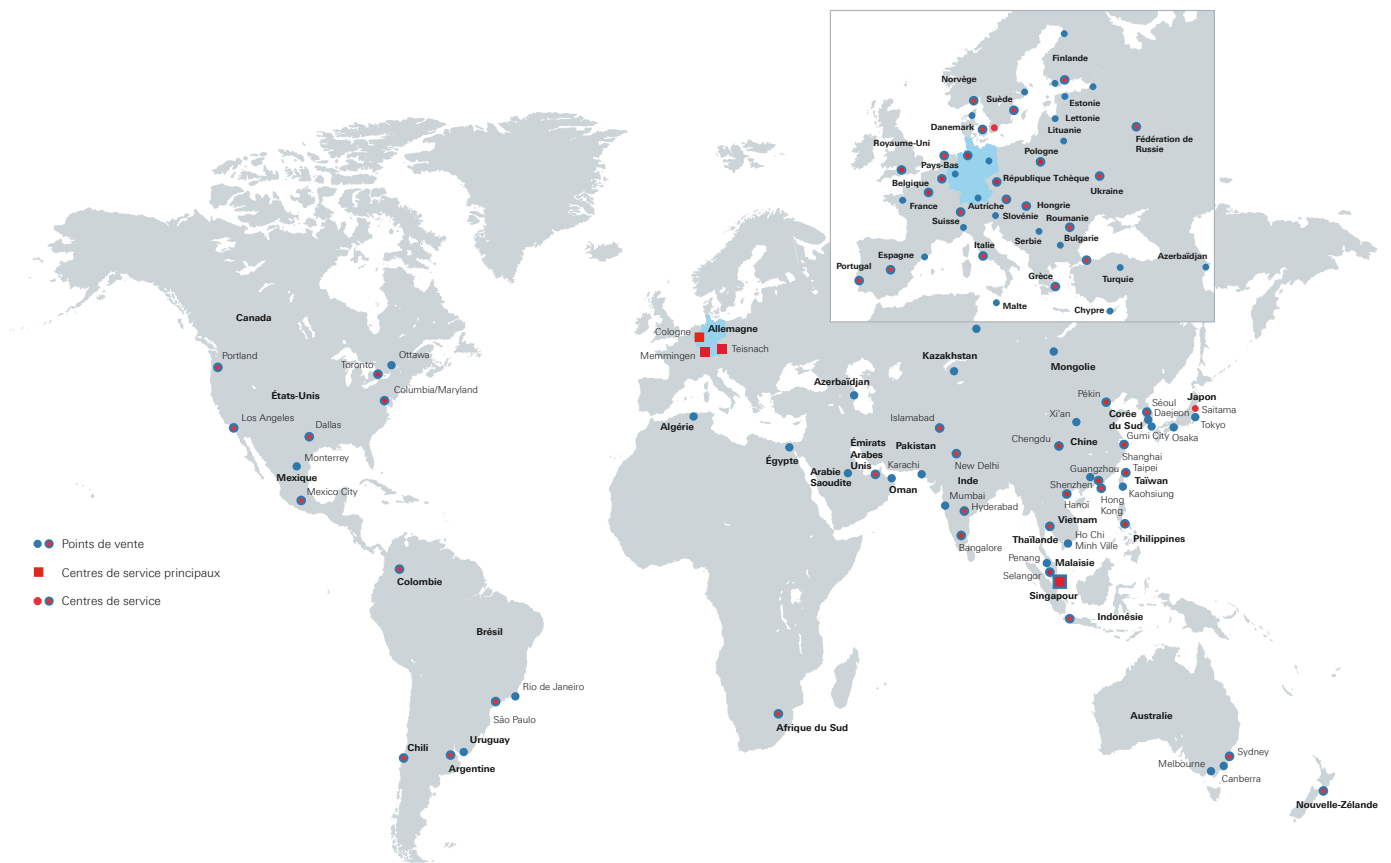 Finlande
Norvège
Suède
Estonie
Lettonie
Danemark
Lituanie
Fédération de
Russie
Royaume-Uni
Pologne
Pays-Bas
République Tchèque
Belgique
Ukraine
France
Autriche
Hongrie
Slovénie
Roumanie
Suisse
Serbie
Bulgarie
Italie
Espagne
Azerbaïdjan
Portugal
Grèce
Turquie
Malte
Chypre
Canada
Cologne
Allemagne
Teisnach
Memmingen
Portland
Ottawa
Toronto
Columbia/Maryland
États-Unis
Los Angeles
Dallas
Monterrey
Mexique
Mexico City
Kazakhstan
Mongolie
Azerbaïdjan
Algérie
Égypte
Islamabad
Pékin
Séoul
Japon
Saitama
Corée
du Sud
Daejeon
Tokyo
Xi'an
Gumi City
Osaka
Chengdu
Chine
Émirats
Arabes
Unis
Pakistan
Shanghai
Arabie
Saoudite
Karachi
New Delhi
Guangzhou
Taipei
Oman
Inde
Shenzhen
Taïwan
Kaohsiung
Mumbai
Hyderabad
Hanoï
Hong
Kong
Vietnam
Thaïlande
Ho Chi
Minh Ville
Philippines
Bangalore
Penang
Malaisie
Selangor
Singapour
Indonésie
Points de vente
Centres de service principaux
Centres de service
Colombie
Brésil
Rio de Janeiro
São Paulo
Chili
Uruguay
Argentine
Afrique du Sud
Australie
Sydney
Melbourne
Canberra
Nouvelle-Zélande